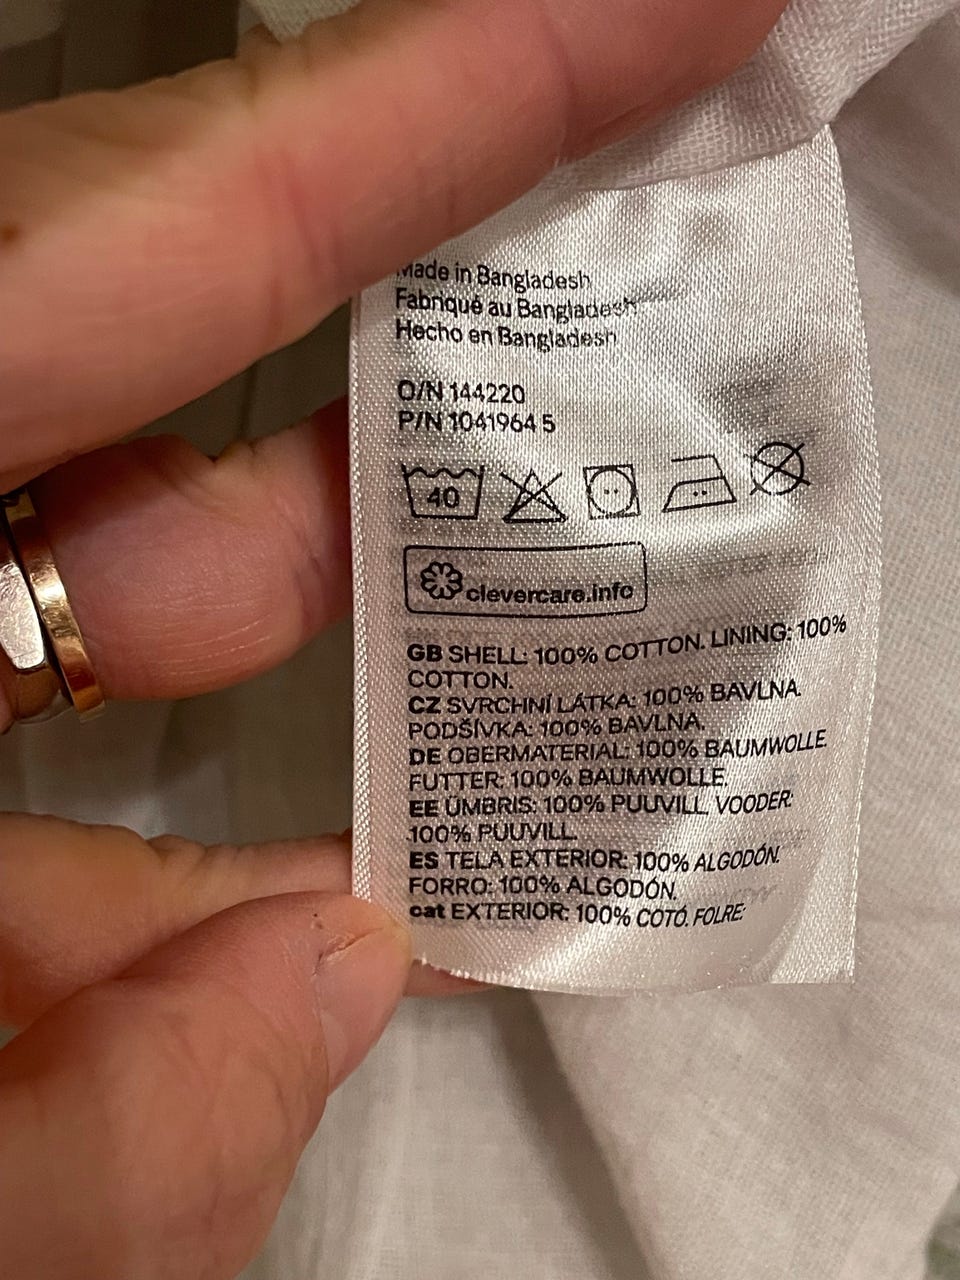 Made in Bangladesh
Fabriqué au Bangladesh
Hecho en Bangladesh
O/N 144220
P/N 1041964 5
40
clevercare.info
GB SHELL: 100% COTTON. LINING: 100%
COTTON.
CZ SVRCHNÍ LÁTKA: 100% BAVLNA.
PODŠÍVKA: 100% BAVLNA.
DE OBERMATERIAL: 100% BAUMWOLLE.
FUTTER: 100% BAUMWOLLE.
EE ÜMBRIS: 100% PUUVILL. VOODER:
100% PUUVILL.
ES TELA EXTERIOR: 100% ALGODÓN.
FORRO: 100% ALGODÓN.
cat EXTERIOR: 100% COTÓ. FOLRE: